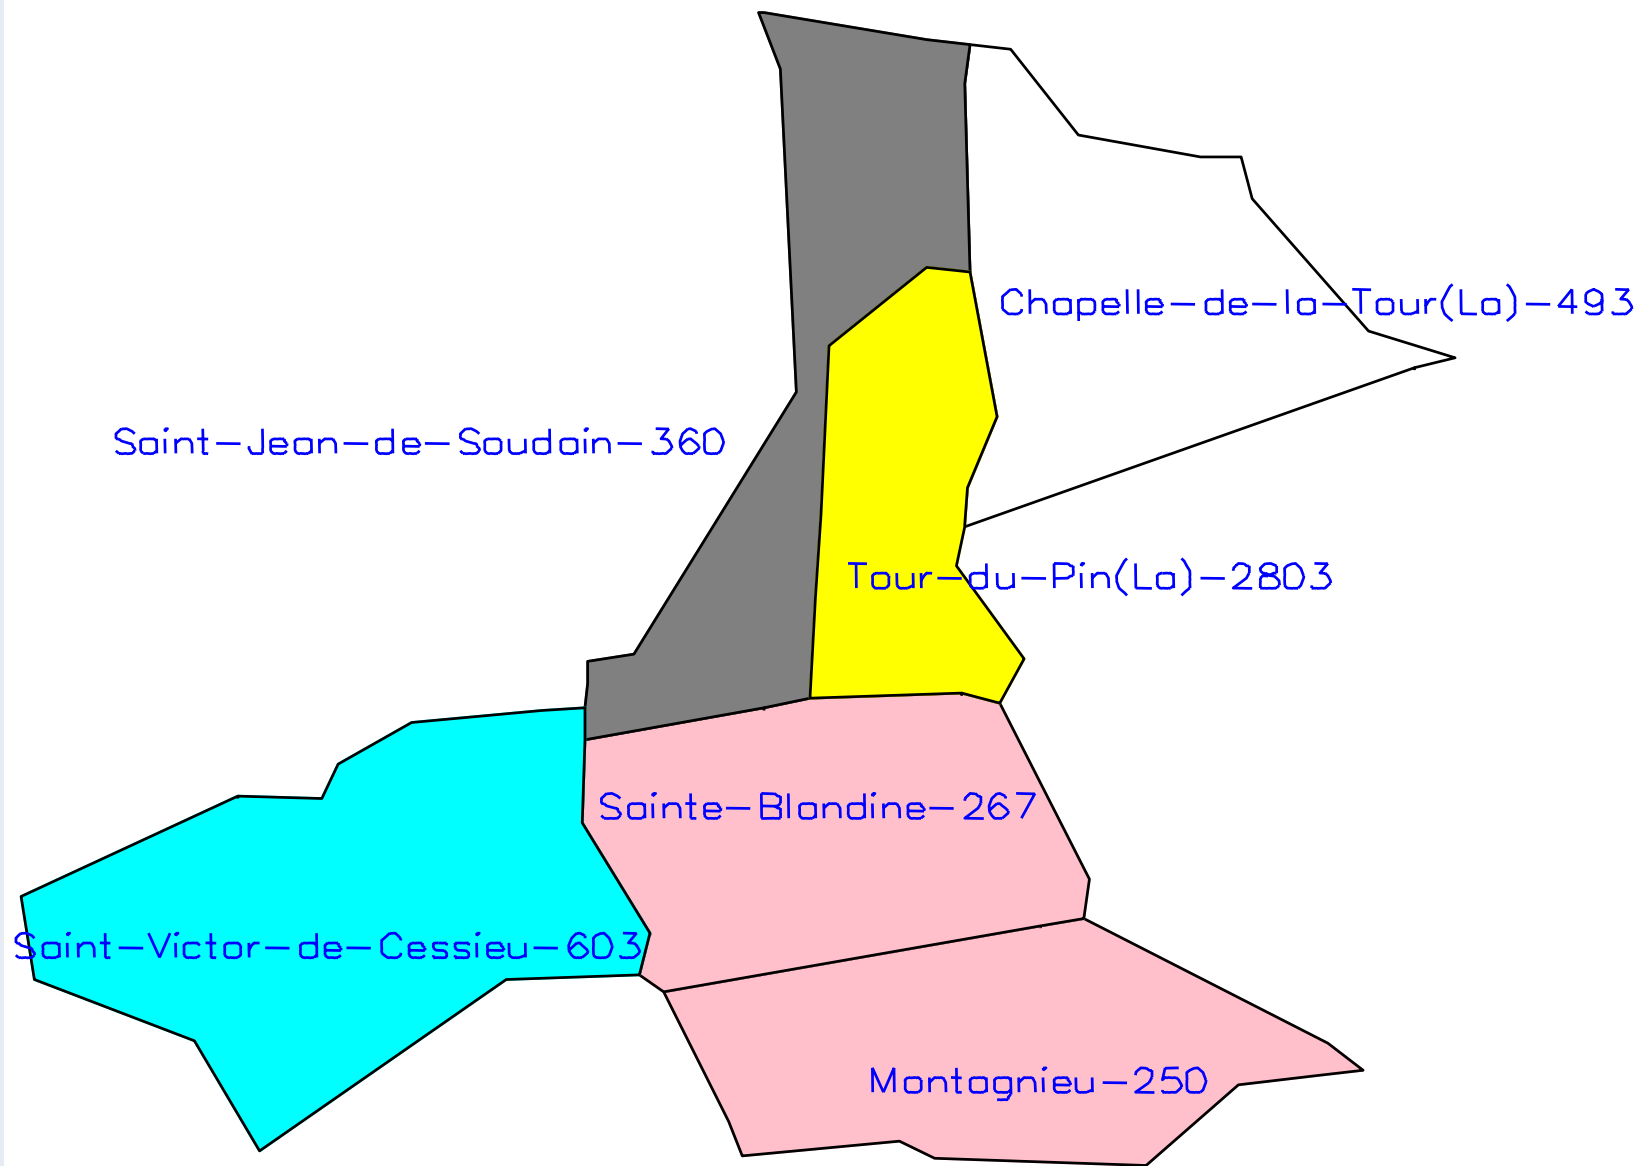 Chapelle-de-la-Tour(La)-493
Saint-Jean-de-Soudain-360
Tour-du-Pin(La)-2803
Sainte-Blandine-267
Saint-Victor-de-Cessieu-603
Montagnieu-250